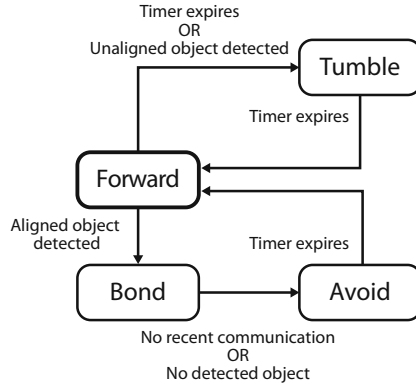 Timer expires
OR
Unaligned object detected
Tumble
Timer expires
Forward
Aligned object
detected
Timer expires
Bond
Avoid
No recent communication
OR
No detected object